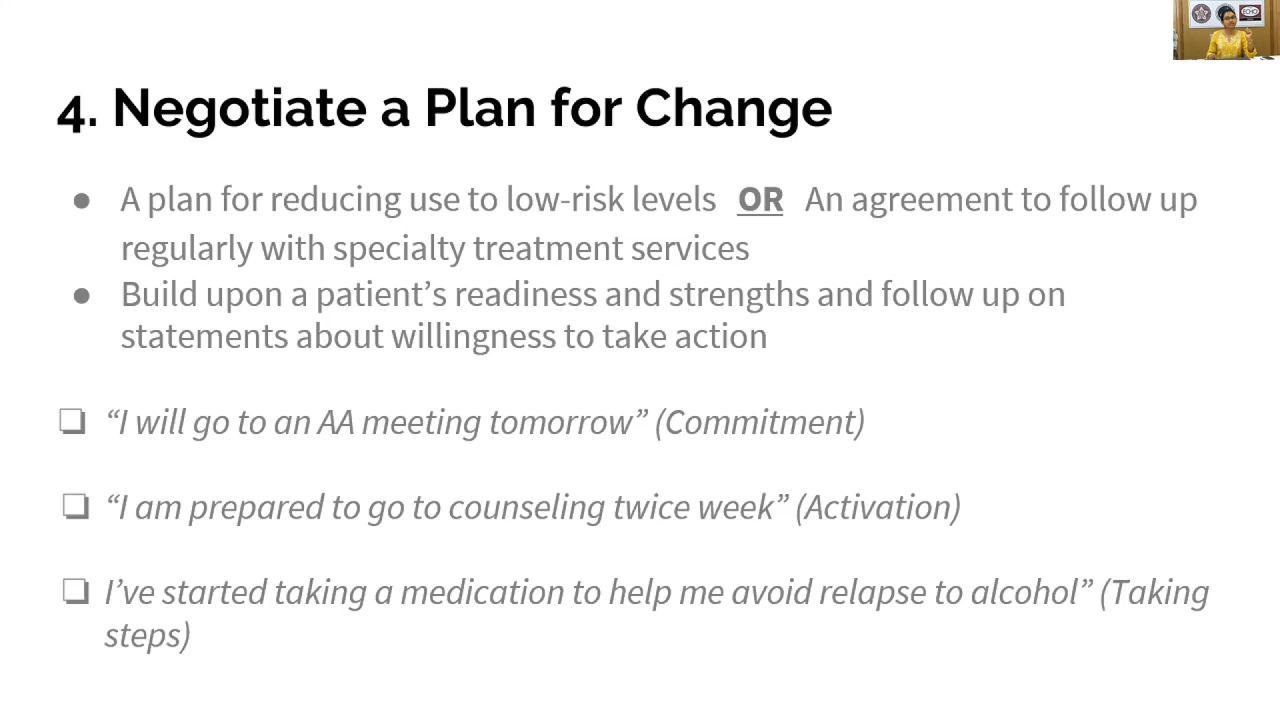 ECHO
4. Negotiate a Plan for Change
● A plan for reducing use to low-risk levels OR An agreement to follow up
regularly with specialty treatment services
● Build upon a patient’s readiness and strengths and follow up on
statements about willingness to take action
❏ “I will go to an AA meeting tomorrow” (Commitment)
❏ “I am prepared to go to counseling twice week” (Activation)
❏ I’ve started taking a medication to help me avoid relapse to alcohol” (Taking
steps)